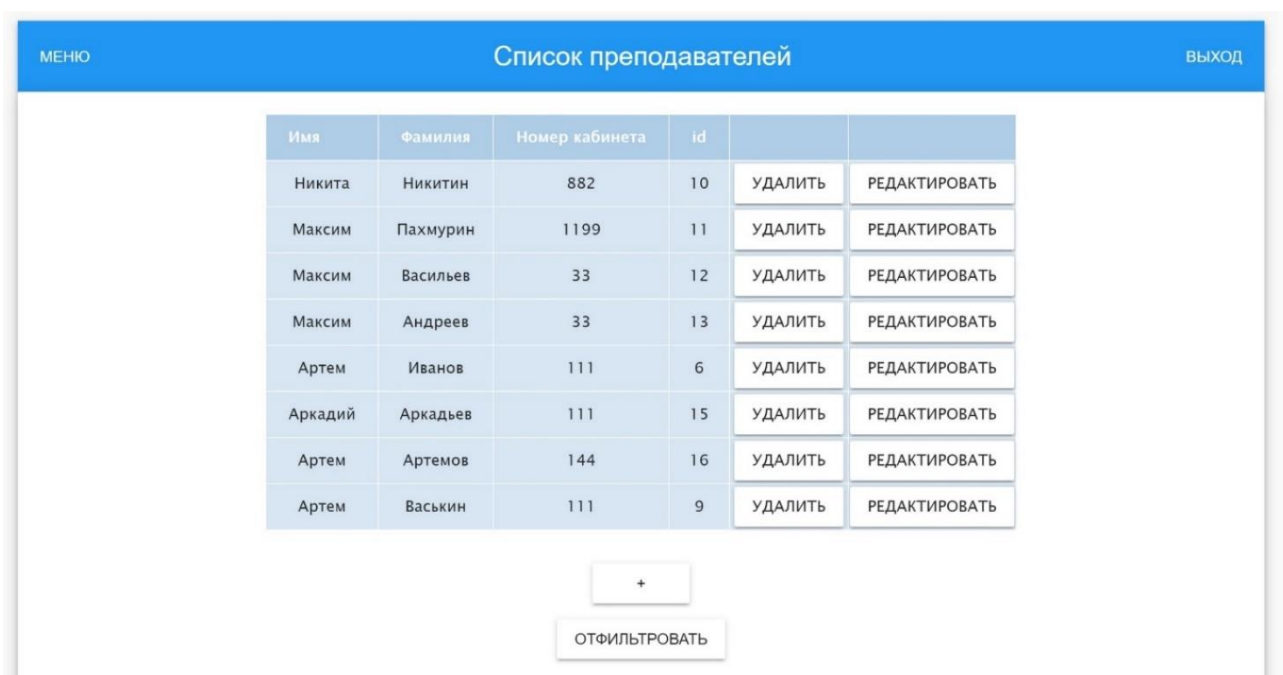 МЕНЮ Список преподавателей ВЫХОД
Имя Фамилия Номер кабинета id
Никита Никитин 882 10 УДАЛИТЬ РЕДАКТИРОВАТЬ
Максим Пахмурин 1199 11 УДАЛИТЬ РЕДАКТИРОВАТЬ
Максим Васильев 33 12 УДАЛИТЬ РЕДАКТИРОВАТЬ
Максим Андреев 33 13 УДАЛИТЬ РЕДАКТИРОВАТЬ
Артем Иванов 111 6 УДАЛИТЬ РЕДАКТИРОВАТЬ
Аркадий Аркадьев 111 15 УДАЛИТЬ РЕДАКТИРОВАТЬ
Артем Артемов 144 16 УДАЛИТЬ РЕДАКТИРОВАТЬ
Артем Васькин 111 9 УДАЛИТЬ РЕДАКТИРОВАТЬ
+
ОТФИЛЬТРОВАТЬ